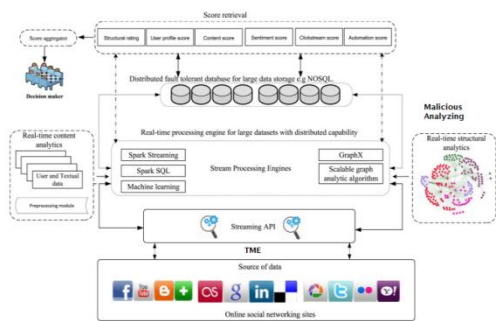 Score retrieval
Score aggregator
Structural rating
User profile score
Content score
Sentiment score
Clickstream score
Automation score
Decision maker
Distributed fault tolerant database for large data storage e.g NOSQL
Malicious
Analyzing
Real-time processing engine for large datasets with distributed capability
Real-time content
analytics
User and Textual
data
Preprocessing module
Spark Streaming
Spark SQL
Machine learning
Stream Processing Engines
GraphX
Scalable graph
analytic algorithm
Real-time structural
analytics
Streaming API
TME
Source of data
f
You
Tube
B
+
g
in
t
Y!
Online social networking sites